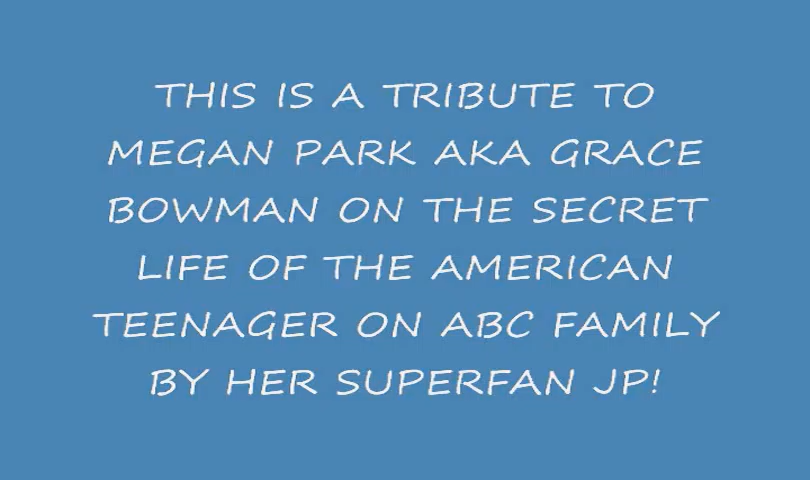 THIS IS A TRIBUTE TO
MEGAN PARK AKA GRACE
BOWMAN ON THE SECRET
LIFE OF THE AMERICAN
TEENAGER ON ABC FAMILY
BY HER SUPERFAN JP!